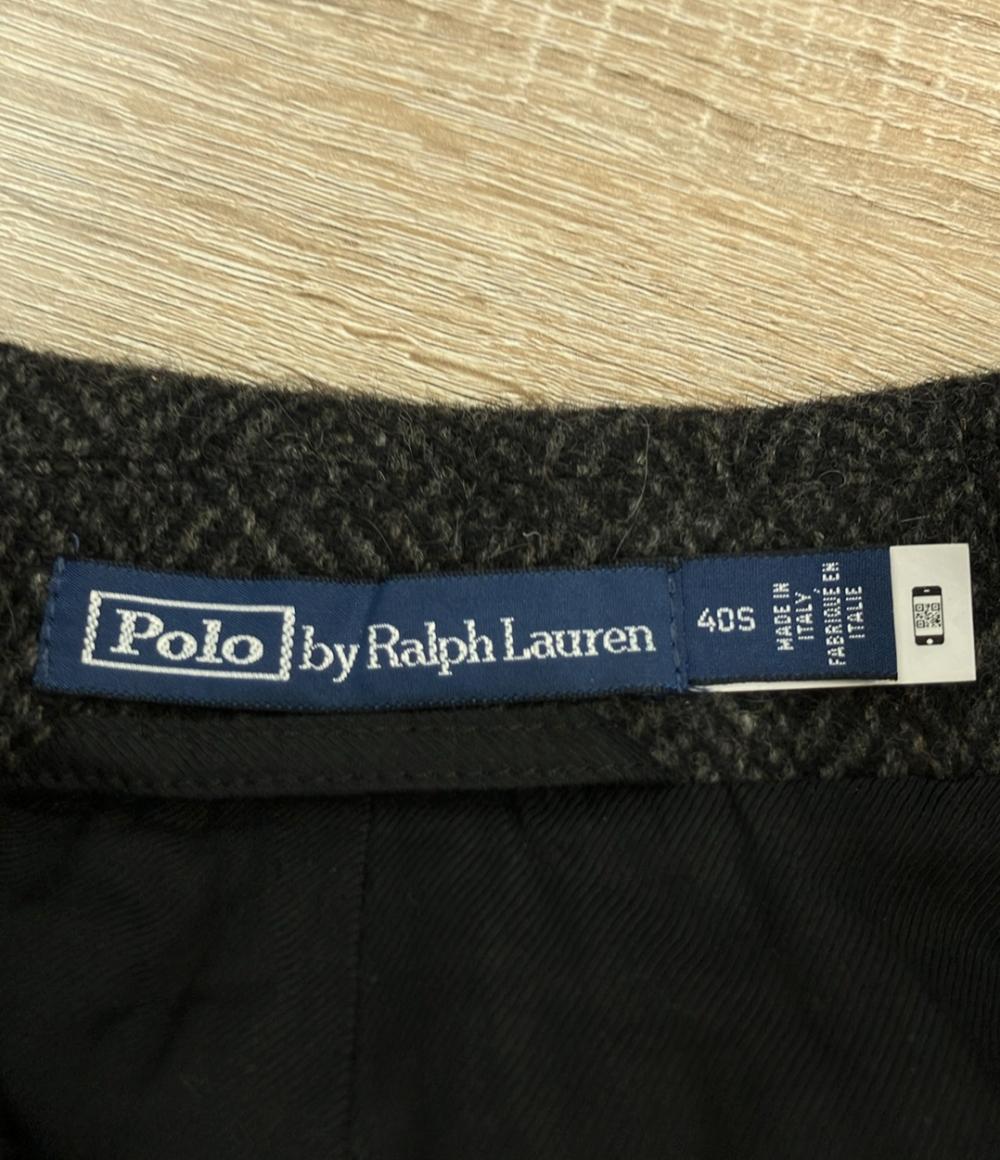 Polo by Ralph Lauren
40S
MADE IN
ITALY,
FABRIQUÉ EN
ITALIE